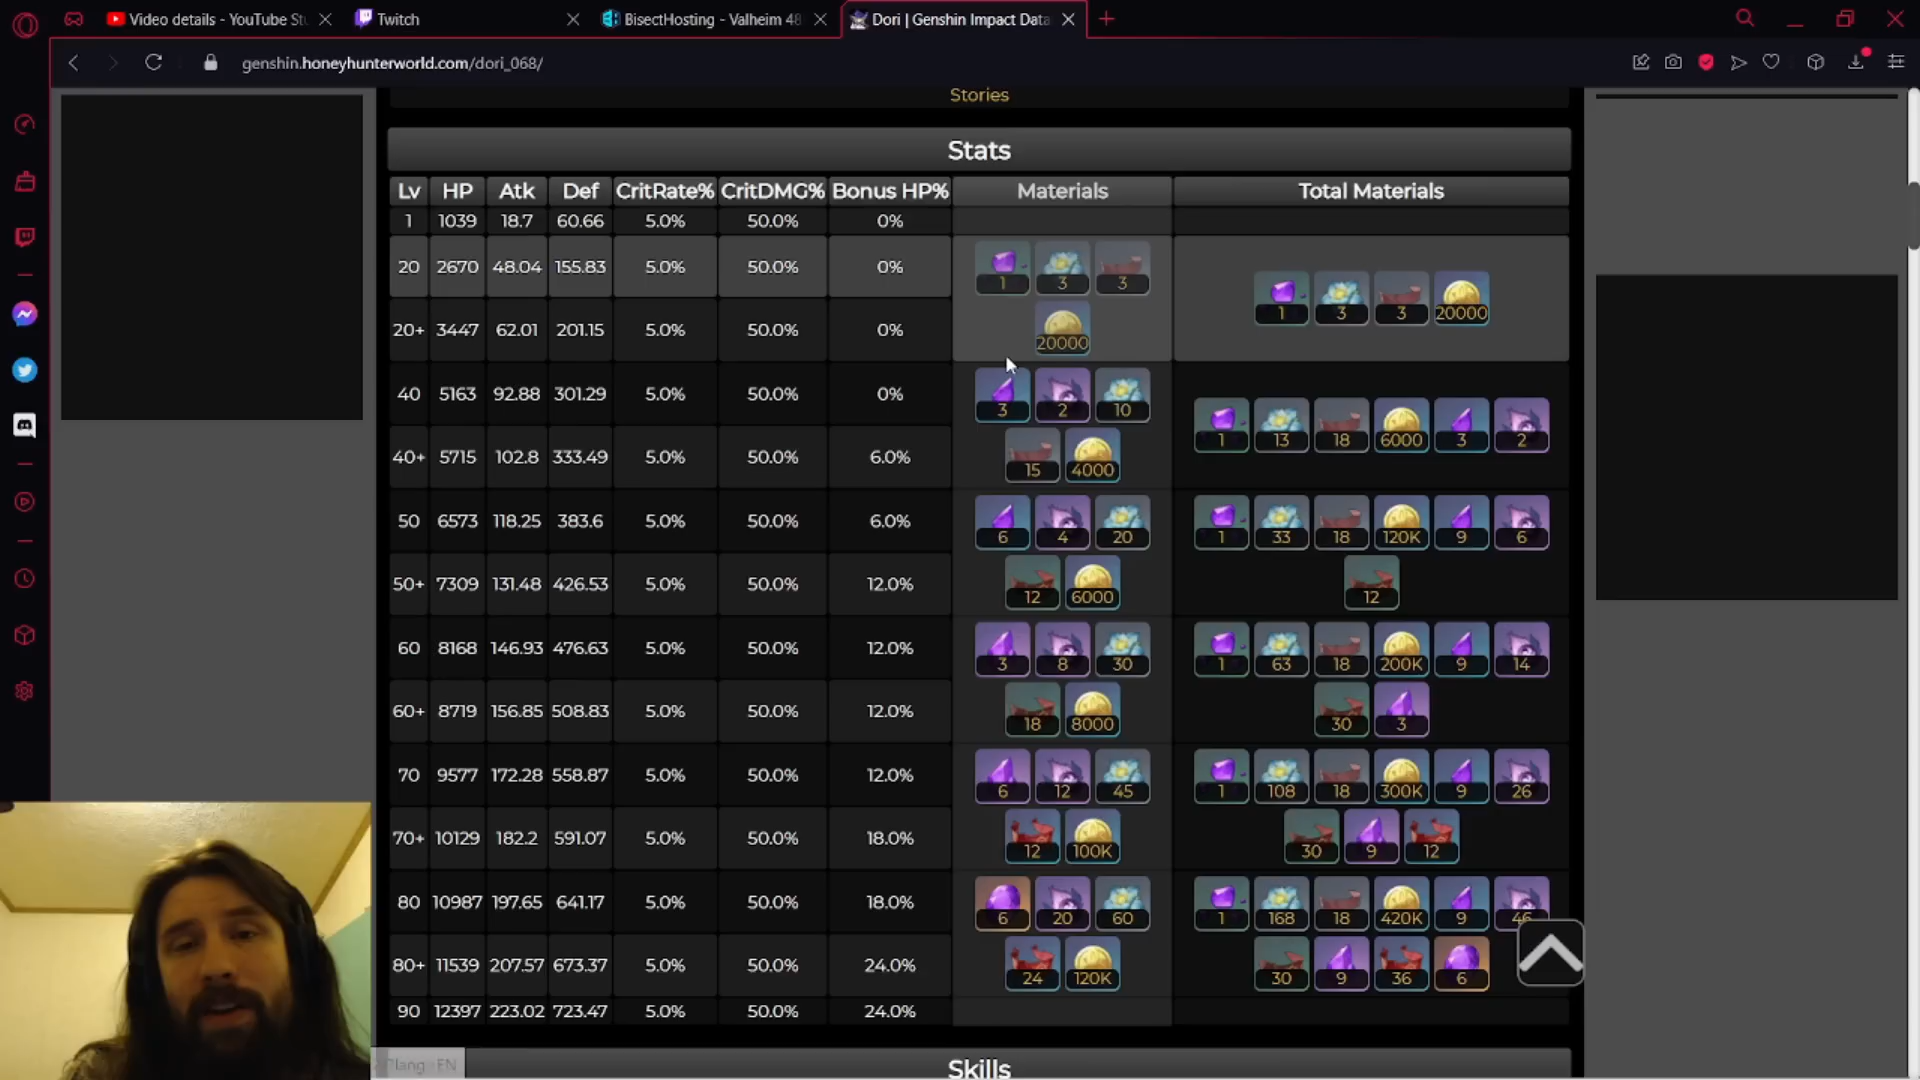 Video details - YouTube St
Twitch
BisectHosting - Valheim 48
Dori | Genshin Impact Data
genshin.honeyhunterworld.com/dori_068/
Stories
Stats
Lv HP Atk Def CritRate% CritDMG% Bonus HP% Materials Total Materials
1 1039 18.7 60.66 5.0% 50.0% 0%
20 2670 48.04 155.83 5.0% 50.0% 0% 1 3 3
1 3 3 20000
20+ 3447 62.01 201.15 5.0% 50.0% 0% 20000
40 5163 92.88 301.29 5.0% 50.0% 0% 3 2 10
1 13 18 6000 3 2
40+ 5715 102.8 333.49 5.0% 50.0% 6.0% 15 4000
50 6573 118.25 383.6 5.0% 50.0% 6.0% 6 4 20 1 33 18 120K 9 6
50+ 7309 131.48 426.53 5.0% 50.0% 12.0% 12 6000 12
60 8168 146.93 476.63 5.0% 50.0% 12.0% 3 8 30 1 63 18 200K 9 14
60+ 8719 156.85 508.83 5.0% 50.0% 12.0% 18 8000 30 3
70 9577 172.28 558.87 5.0% 50.0% 12.0% 6 12 45 1 108 18 300K 9 26
70+ 10129 182.2 591.07 5.0% 50.0% 18.0% 12 100K 30 9 12
80 10987 197.65 641.17 5.0% 50.0% 18.0% 6 20 60 1 168 18 420K 9 46
80+ 11539 207.57 673.37 5.0% 50.0% 24.0% 24 120K 30 9 36 6
90 12397 223.02 723.47 5.0% 50.0% 24.0%
lang EN
Skills